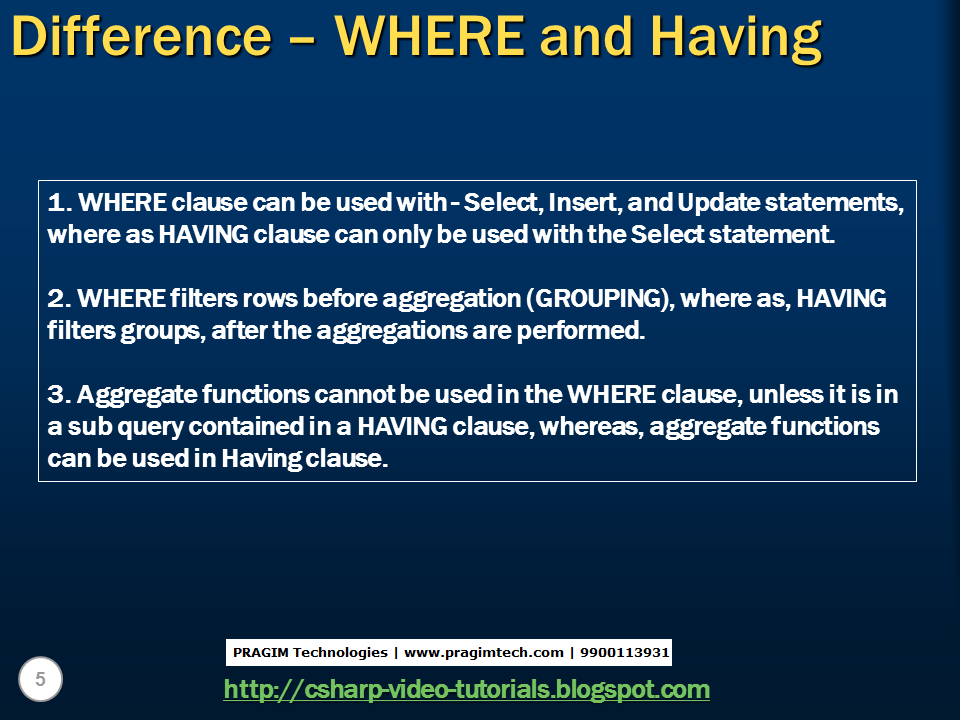 Difference – WHERE and Having
1. WHERE clause can be used with - Select, Insert, and Update statements,
where as HAVING clause can only be used with the Select statement.
2. WHERE filters rows before aggregation (GROUPING), where as, HAVING
filters groups, after the aggregations are performed.
3. Aggregate functions cannot be used in the WHERE clause, unless it is in
a sub query contained in a HAVING clause, whereas, aggregate functions
can be used in Having clause.
PRAGIM Technologies | www.pragimtech.com | 9900113931
5
http://csharp-video-tutorials.blogspot.com